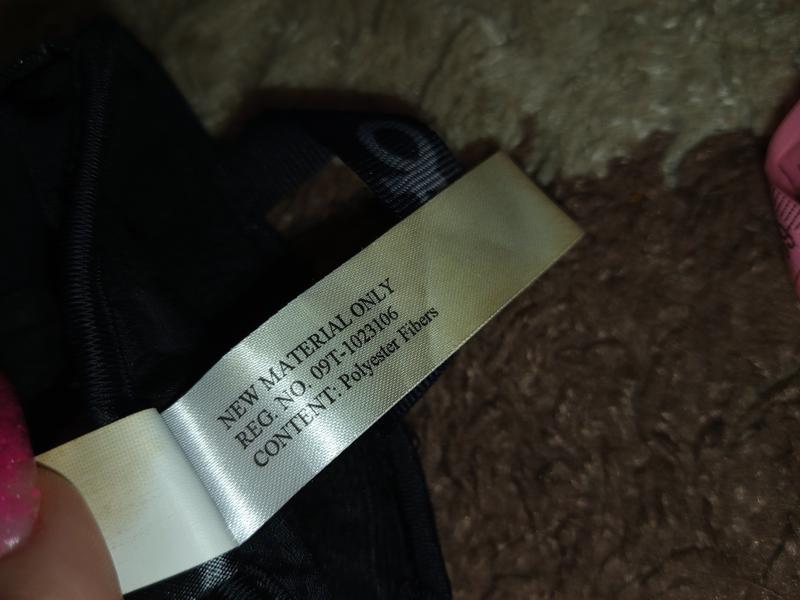 NEW MATERIAL ONLY
REG. NO. 09T-1023106
CONTENT: Polyester Fibers